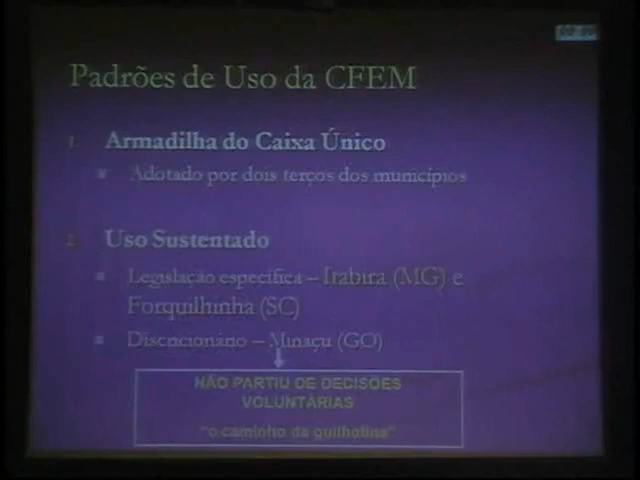 Padrões de Uso da CFEM
1. Armadilha do Caixa Único
Adotado por dois terços dos municípios
2. Uso Sustentado
Legislação específica – Itabira (MG) e
Forquilhinha (SC)
Discricionário – Minaçu (GO)
NÃO PARTIU DE DECISÕES
VOLUNTÁRIAS
"o caminho da guilhotina"